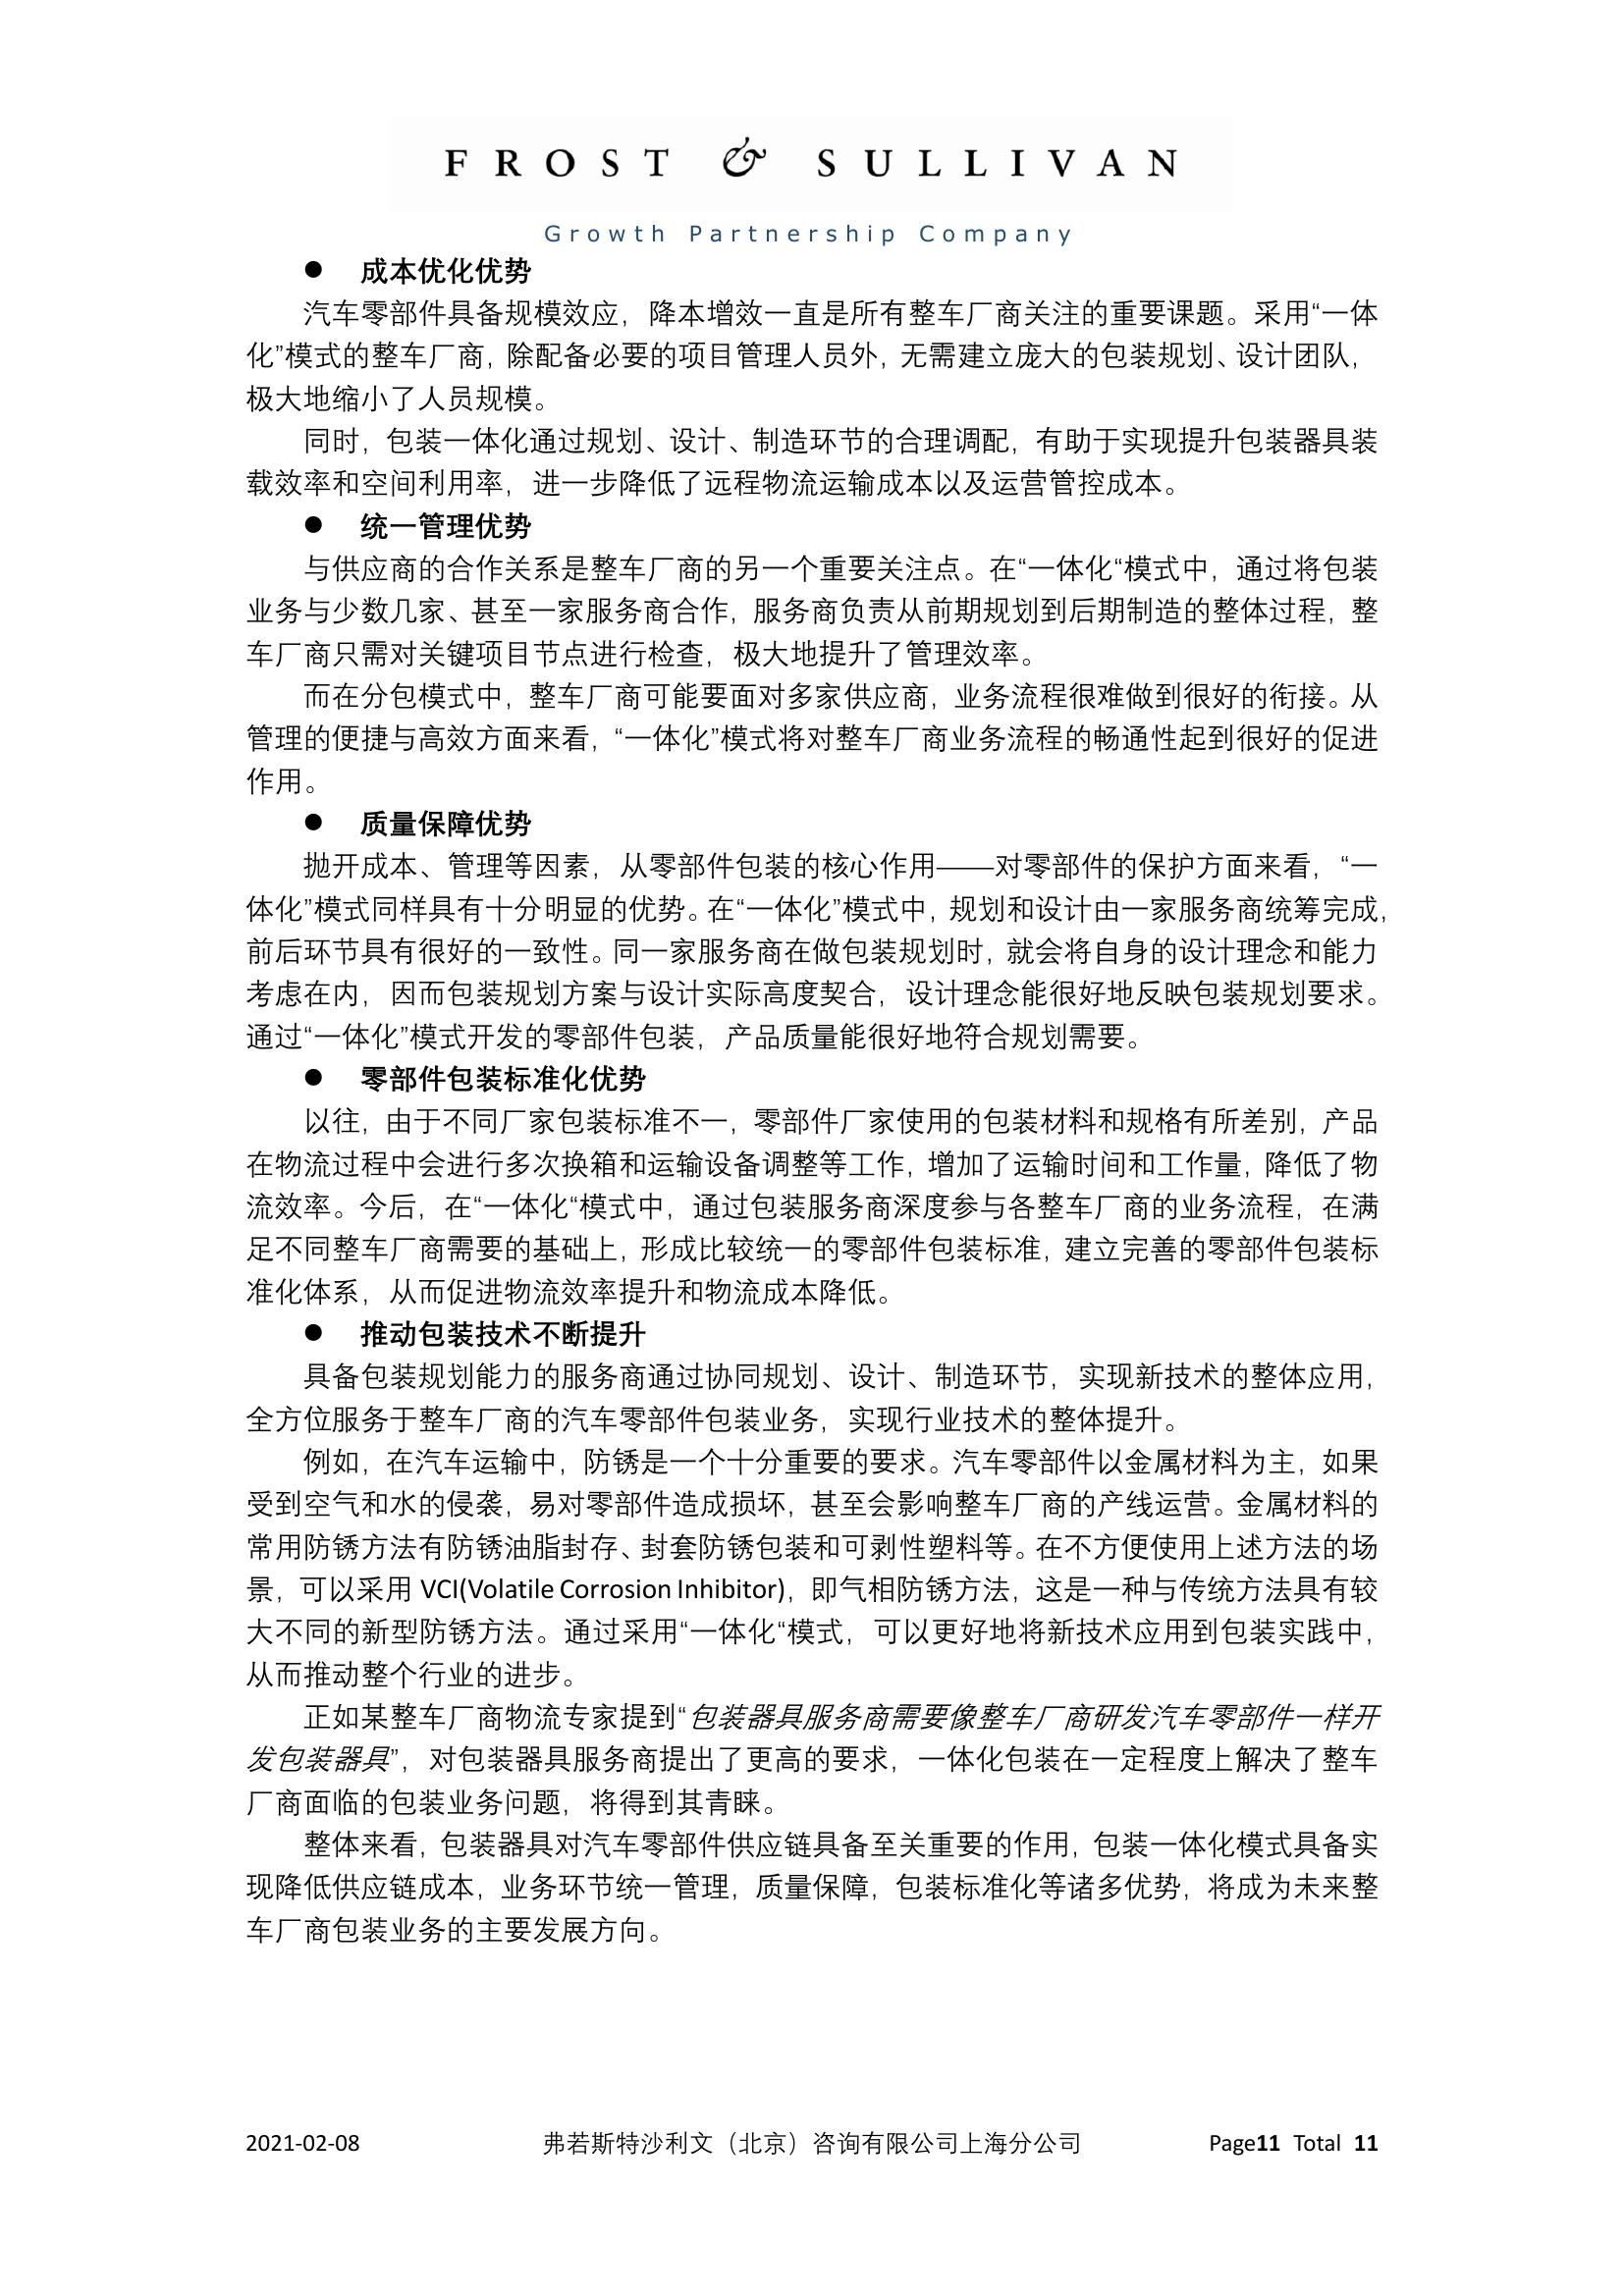 FROST & SULLIVAN
Growth Partnership Company
● 成本优化优势
汽车零部件具备规模效应，降本增效一直是所有整车厂商关注的重要课题。采用“一体
化”模式的整车厂商，除配备必要的项目管理人员外，无需建立庞大的包装规划、设计团队，
极大地缩小了人员规模。
同时，包装一体化通过规划、设计、制造环节的合理调配，有助于实现提升包装器具装
载效率和空间利用率，进一步降低了远程物流运输成本以及运营管控成本。
● 统一管理优势
与供应商的合作关系是整车厂商的另一个重要关注点。在“一体化“模式中，通过将包装
业务与少数几家、甚至一家服务商合作，服务商负责从前期规划到后期制造的整体过程，整
车厂商只需对关键项目节点进行检查，极大地提升了管理效率。
而在分包模式中，整车厂商可能要面对多家供应商，业务流程很难做到很好的衔接。从
管理的便捷与高效方面来看，“一体化”模式将对整车厂商业务流程的畅通性起到很好的促进
作用。
● 质量保障优势
抛开成本、管理等因素，从零部件包装的核心作用——对零部件的保护方面来看，“一
体化”模式同样具有十分明显的优势。在“一体化”模式中，规划和设计由一家服务商统筹完成，
前后环节具有很好的一致性。同一家服务商在做包装规划时，就会将自身的设计理念和能力
考虑在内，因而包装规划方案与设计实际高度契合，设计理念能很好地反映包装规划要求。
通过“一体化”模式开发的零部件包装，产品质量能很好地符合规划需要。
● 零部件包装标准化优势
以往，由于不同厂家包装标准不一，零部件厂家使用的包装材料和规格有所差别，产品
在物流过程中会进行多次换箱和运输设备调整等工作，增加了运输时间和工作量，降低了物
流效率。今后，在“一体化“模式中，通过包装服务商深度参与各整车厂商的业务流程，在满
足不同整车厂商需要的基础上，形成比较统一的零部件包装标准，建立完善的零部件包装标
准化体系，从而促进物流效率提升和物流成本降低。
● 推动包装技术不断提升
具备包装规划能力的服务商通过协同规划、设计、制造环节，实现新技术的整体应用，
全方位服务于整车厂商的汽车零部件包装业务，实现行业技术的整体提升。
例如，在汽车运输中，防锈是一个十分重要的要求。汽车零部件以金属材料为主，如果
受到空气和水的侵袭，易对零部件造成损坏，甚至会影响整车厂商的产线运营。金属材料的
常用防锈方法有防锈油脂封存、封套防锈包装和可剥性塑料等。在不方便使用上述方法的场
景，可以采用 VCI(Volatile Corrosion Inhibitor)，即气相防锈方法，这是一种与传统方法具有较
大不同的新型防锈方法。通过采用“一体化“模式，可以更好地将新技术应用到包装实践中，
从而推动整个行业的进步。
正如某整车厂商物流专家提到“包装器具服务商需要像整车厂商研发汽车零部件一样开
发包装器具”，对包装器具服务商提出了更高的要求，一体化包装在一定程度上解决了整车
厂商面临的包装业务问题，将得到其青睐。
整体来看，包装器具对汽车零部件供应链具备至关重要的作用，包装一体化模式具备实
现降低供应链成本，业务环节统一管理，质量保障，包装标准化等诸多优势，将成为未来整
车厂商包装业务的主要发展方向。
2021-02-08 弗若斯特沙利文（北京）咨询有限公司上海分公司 Page11 Total 11